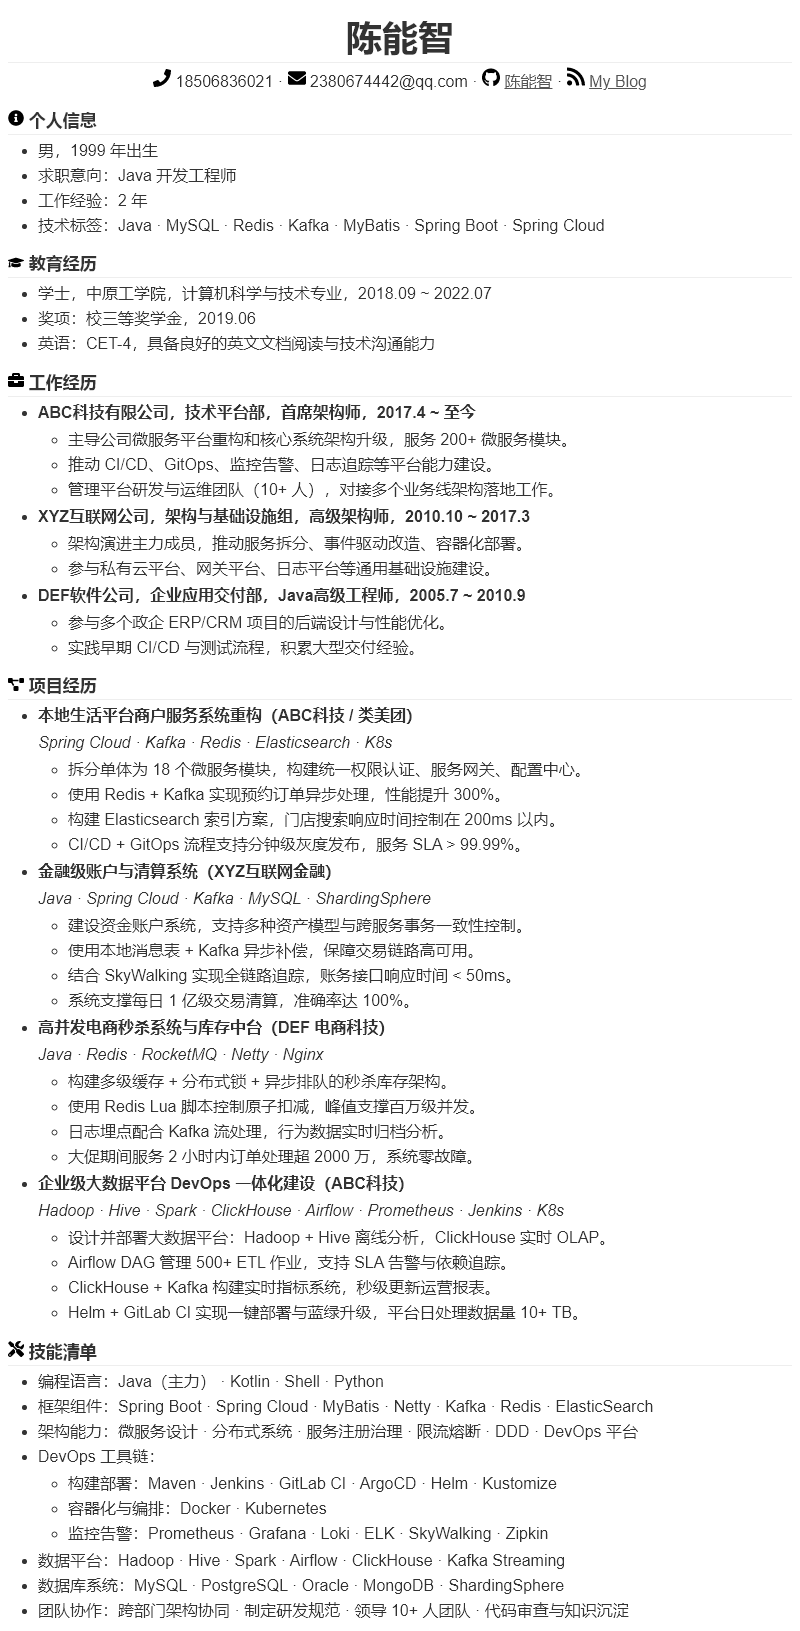 陈能智
18506836021 · 2380674442@qq.com · 陈能智 · My Blog
个人信息
男，1999 年出生
求职意向：Java 开发工程师
工作经验：2 年
技术标签：Java · MySQL · Redis · Kafka · MyBatis · Spring Boot · Spring Cloud
教育经历
学士，中原工学院，计算机科学与技术专业，2018.09 ~ 2022.07
奖项：校三等奖学金，2019.06
英语：CET-4，具备良好的英文文档阅读与技术沟通能力
工作经历
ABC科技有限公司，技术平台部，首席架构师，2017.4 ~ 至今
主导公司微服务平台重构和核心系统架构升级，服务 200+ 微服务模块。
推动 CI/CD、GitOps、监控告警、日志追踪等平台能力建设。
管理平台研发与运维团队（10+ 人），对接多个业务线架构落地工作。
XYZ互联网公司，架构与基础设施组，高级架构师，2010.10 ~ 2017.3
架构演进主力成员，推动服务拆分、事件驱动改造、容器化部署。
参与私有云平台、网关平台、日志平台等通用基础设施建设。
DEF软件公司，企业应用交付部，Java高级工程师，2005.7 ~ 2010.9
参与多个政企 ERP/CRM 项目的后端设计与性能优化。
实践早期 CI/CD 与测试流程，积累大型交付经验。
项目经历
本地生活平台商户服务系统重构（ABC科技 / 类美团）
Spring Cloud · Kafka · Redis · Elasticsearch · K8s
拆分单体为 18 个微服务模块，构建统一权限认证、服务网关、配置中心。
使用 Redis + Kafka 实现预约订单异步处理，性能提升 300%。
构建 Elasticsearch 索引方案，门店搜索响应时间控制在 200ms 以内。
CI/CD + GitOps 流程支持分钟级灰度发布，服务 SLA > 99.99%。
金融级账户与清算系统（XYZ互联网金融）
Java · Spring Cloud · Kafka · MySQL · ShardingSphere
建设资金账户系统，支持多种资产模型与跨服务事务一致性控制。
使用本地消息表 + Kafka 异步补偿，保障交易链路高可用。
结合 SkyWalking 实现全链路追踪，账务接口响应时间 < 50ms。
系统支撑每日 1 亿级交易清算，准确率达 100%。
高并发电商秒杀系统与库存中台（DEF 电商科技）
Java · Redis · RocketMQ · Netty · Nginx
构建多级缓存 + 分布式锁 + 异步排队的秒杀库存架构。
使用 Redis Lua 脚本控制原子扣减，峰值支撑百万级并发。
日志埋点配合 Kafka 流处理，行为数据实时归档分析。
大促期间服务 2 小时内订单处理超 2000 万，系统零故障。
企业级大数据平台 DevOps 一体化建设（ABC科技）
Hadoop · Hive · Spark · ClickHouse · Airflow · Prometheus · Jenkins · K8s
设计并部署大数据平台：Hadoop + Hive 离线分析，ClickHouse 实时 OLAP。
Airflow DAG 管理 500+ ETL 作业，支持 SLA 告警与依赖追踪。
ClickHouse + Kafka 构建实时指标系统，秒级更新运营报表。
Helm + GitLab CI 实现一键部署与蓝绿升级，平台日处理数据量 10+ TB。
技能清单
编程语言：Java（主力） · Kotlin · Shell · Python
框架组件：Spring Boot · Spring Cloud · MyBatis · Netty · Kafka · Redis · ElasticSearch
架构能力：微服务设计 · 分布式系统 · 服务注册治理 · 限流熔断 · DDD · DevOps 平台
DevOps 工具链：
构建部署：Maven · Jenkins · GitLab CI · ArgoCD · Helm · Kustomize
容器化与编排：Docker · Kubernetes
监控告警：Prometheus · Grafana · Loki · ELK · SkyWalking · Zipkin
数据平台：Hadoop · Hive · Spark · Airflow · ClickHouse · Kafka Streaming
数据库系统：MySQL · PostgreSQL · Oracle · MongoDB · ShardingSphere
团队协作：跨部门架构协同 · 制定研发规范 · 领导 10+ 人团队 · 代码审查与知识沉淀